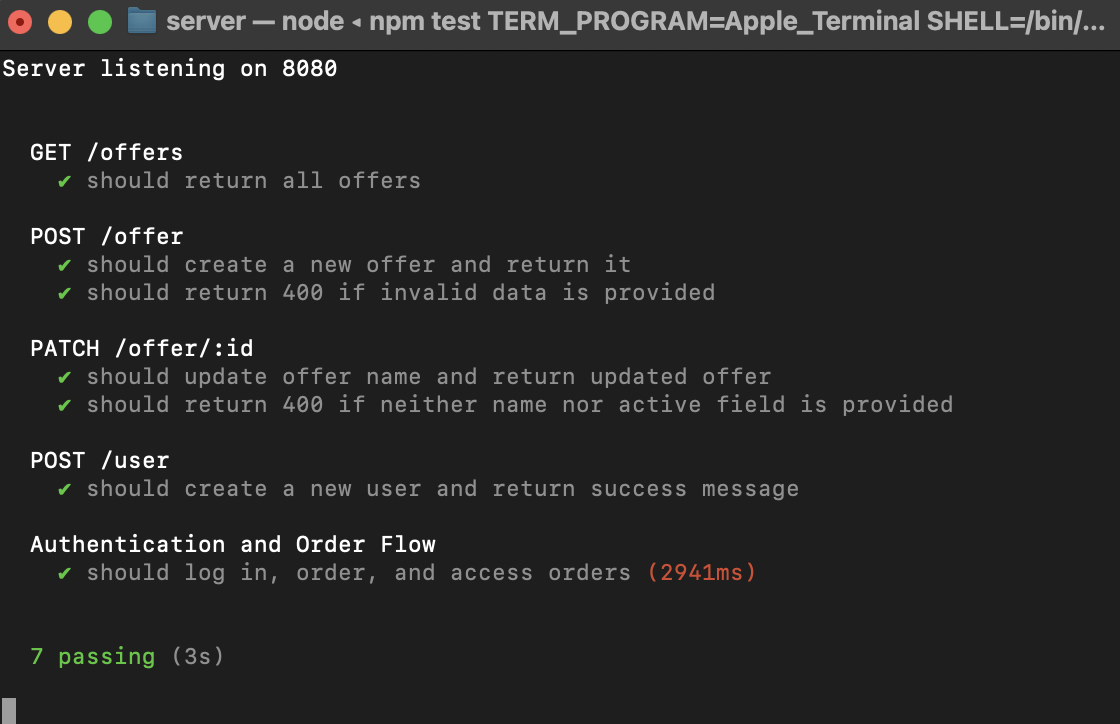 server — node ◂ npm test TERM_PROGRAM=Apple_Terminal SHELL=/bin/...
Server listening on 8080
GET /offers
✔ should return all offers
POST /offer
✔ should create a new offer and return it
✔ should return 400 if invalid data is provided
PATCH /offer/:id
✔ should update offer name and return updated offer
✔ should return 400 if neither name nor active field is provided
POST /user
✔ should create a new user and return success message
Authentication and Order Flow
✔ should log in, order, and access orders (2941ms)
7 passing (3s)